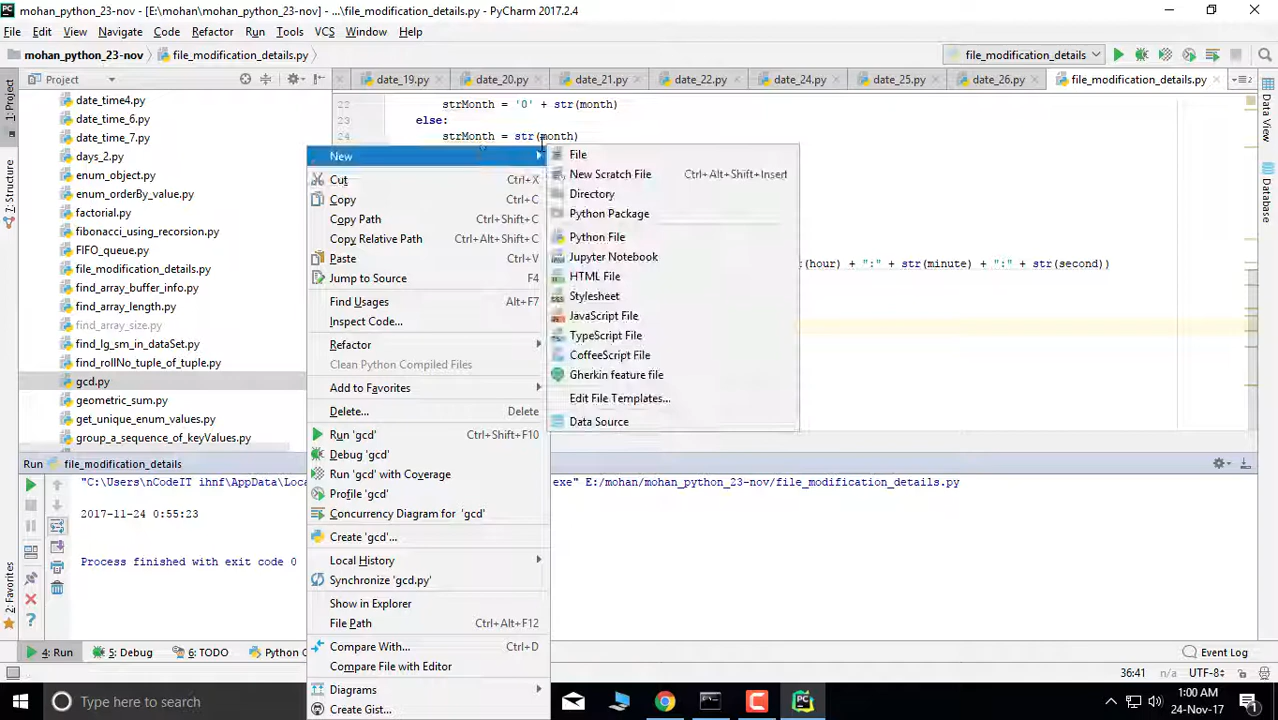 mohan_python_23-nov - [E:\mohan\mohan_python_23-nov] - ...\file_modification_details.py - PyCharm 2017.2.4
File Edit View Navigate Code Refactor Run Tools VCS Window Help
mohan_python_23-nov file_modification_details.py file_modification_details
Project date_19.py date_20.py date_21.py date_22.py date_24.py date_25.py date_26.py file_modification_details.py
1: Project
7: Structure
2: Favorites
Data View
SciView
date_time4.py
date_time_6.py
date_time_7.py
days_2.py
enum_object.py
enum_orderBy_value.py
factorial.py
fibonacci_using_recorsion.py
FIFO_queue.py
file_modification_details.py
find_array_buffer_info.py
find_array_length.py
find_array_size.py
find_lg_sm_in_dataSet.py
find_rollNo_tuple_of_tuple.py
gcd.py
geometric_sum.py
get_unique_enum_values.py
group_a_sequence_of_keyValues.py
22 strMonth = '0' + str(month)
23 else:
24 strMonth = str(month)
r(hour) + ":" + str(minute) + ":" + str(second))
New
Cut Ctrl+X
Copy Ctrl+C
Copy Path Ctrl+Shift+C
Copy Relative Path Ctrl+Alt+Shift+C
Paste Ctrl+V
Jump to Source F4
Find Usages Alt+F7
Inspect Code...
Refactor
Clean Python Compiled Files
Add to Favorites
Delete... Delete
Run 'gcd' Ctrl+Shift+F10
Debug 'gcd'
Run 'gcd' with Coverage
Profile 'gcd'
Concurrency Diagram for 'gcd'
Create 'gcd'...
Local History
Synchronize 'gcd.py'
Show in Explorer
File Path Ctrl+Alt+F12
Compare With... Ctrl+D
Compare File with Editor
Diagrams
Create Gist...
File
New Scratch File Ctrl+Alt+Shift+Insert
Directory
Python Package
Python File
Jupyter Notebook
HTML File
Stylesheet
JavaScript File
TypeScript File
CoffeeScript File
Gherkin feature file
Edit File Templates...
Data Source
Run file_modification_details
"C:\Users\nCodeIT ihnf\AppData\Loca
exe" E:/mohan/mohan_python_23-nov/file_modification_details.py
2017-11-24 0:55:23
Process finished with exit code 0
4: Run 5: Debug 6: TODO Python C Event Log
36:41 n/a UTF-8
Type here to search
1:00 AM
24-Nov-17